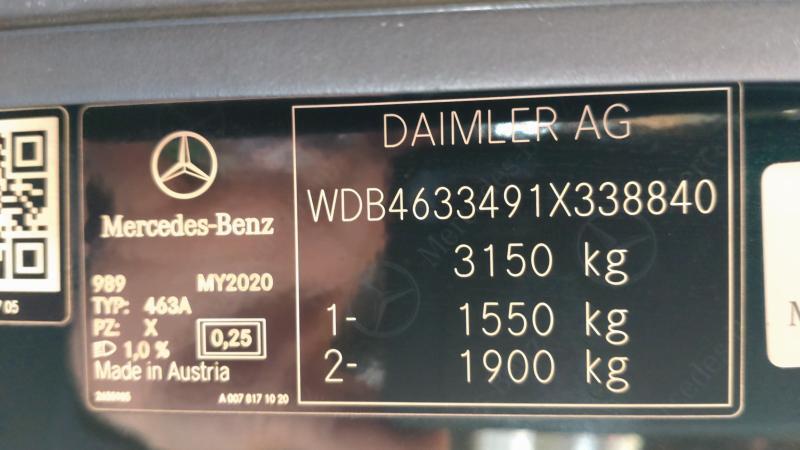 DAIMLER AG
WDB4633491X338840
3150 kg
1- 1550 kg
2- 1900 kg
Mercedes-Benz
989 MY2020
TYP: 463A
PZ: X
1,0 % 0,25
Made in Austria
A 007 817 10 20
05